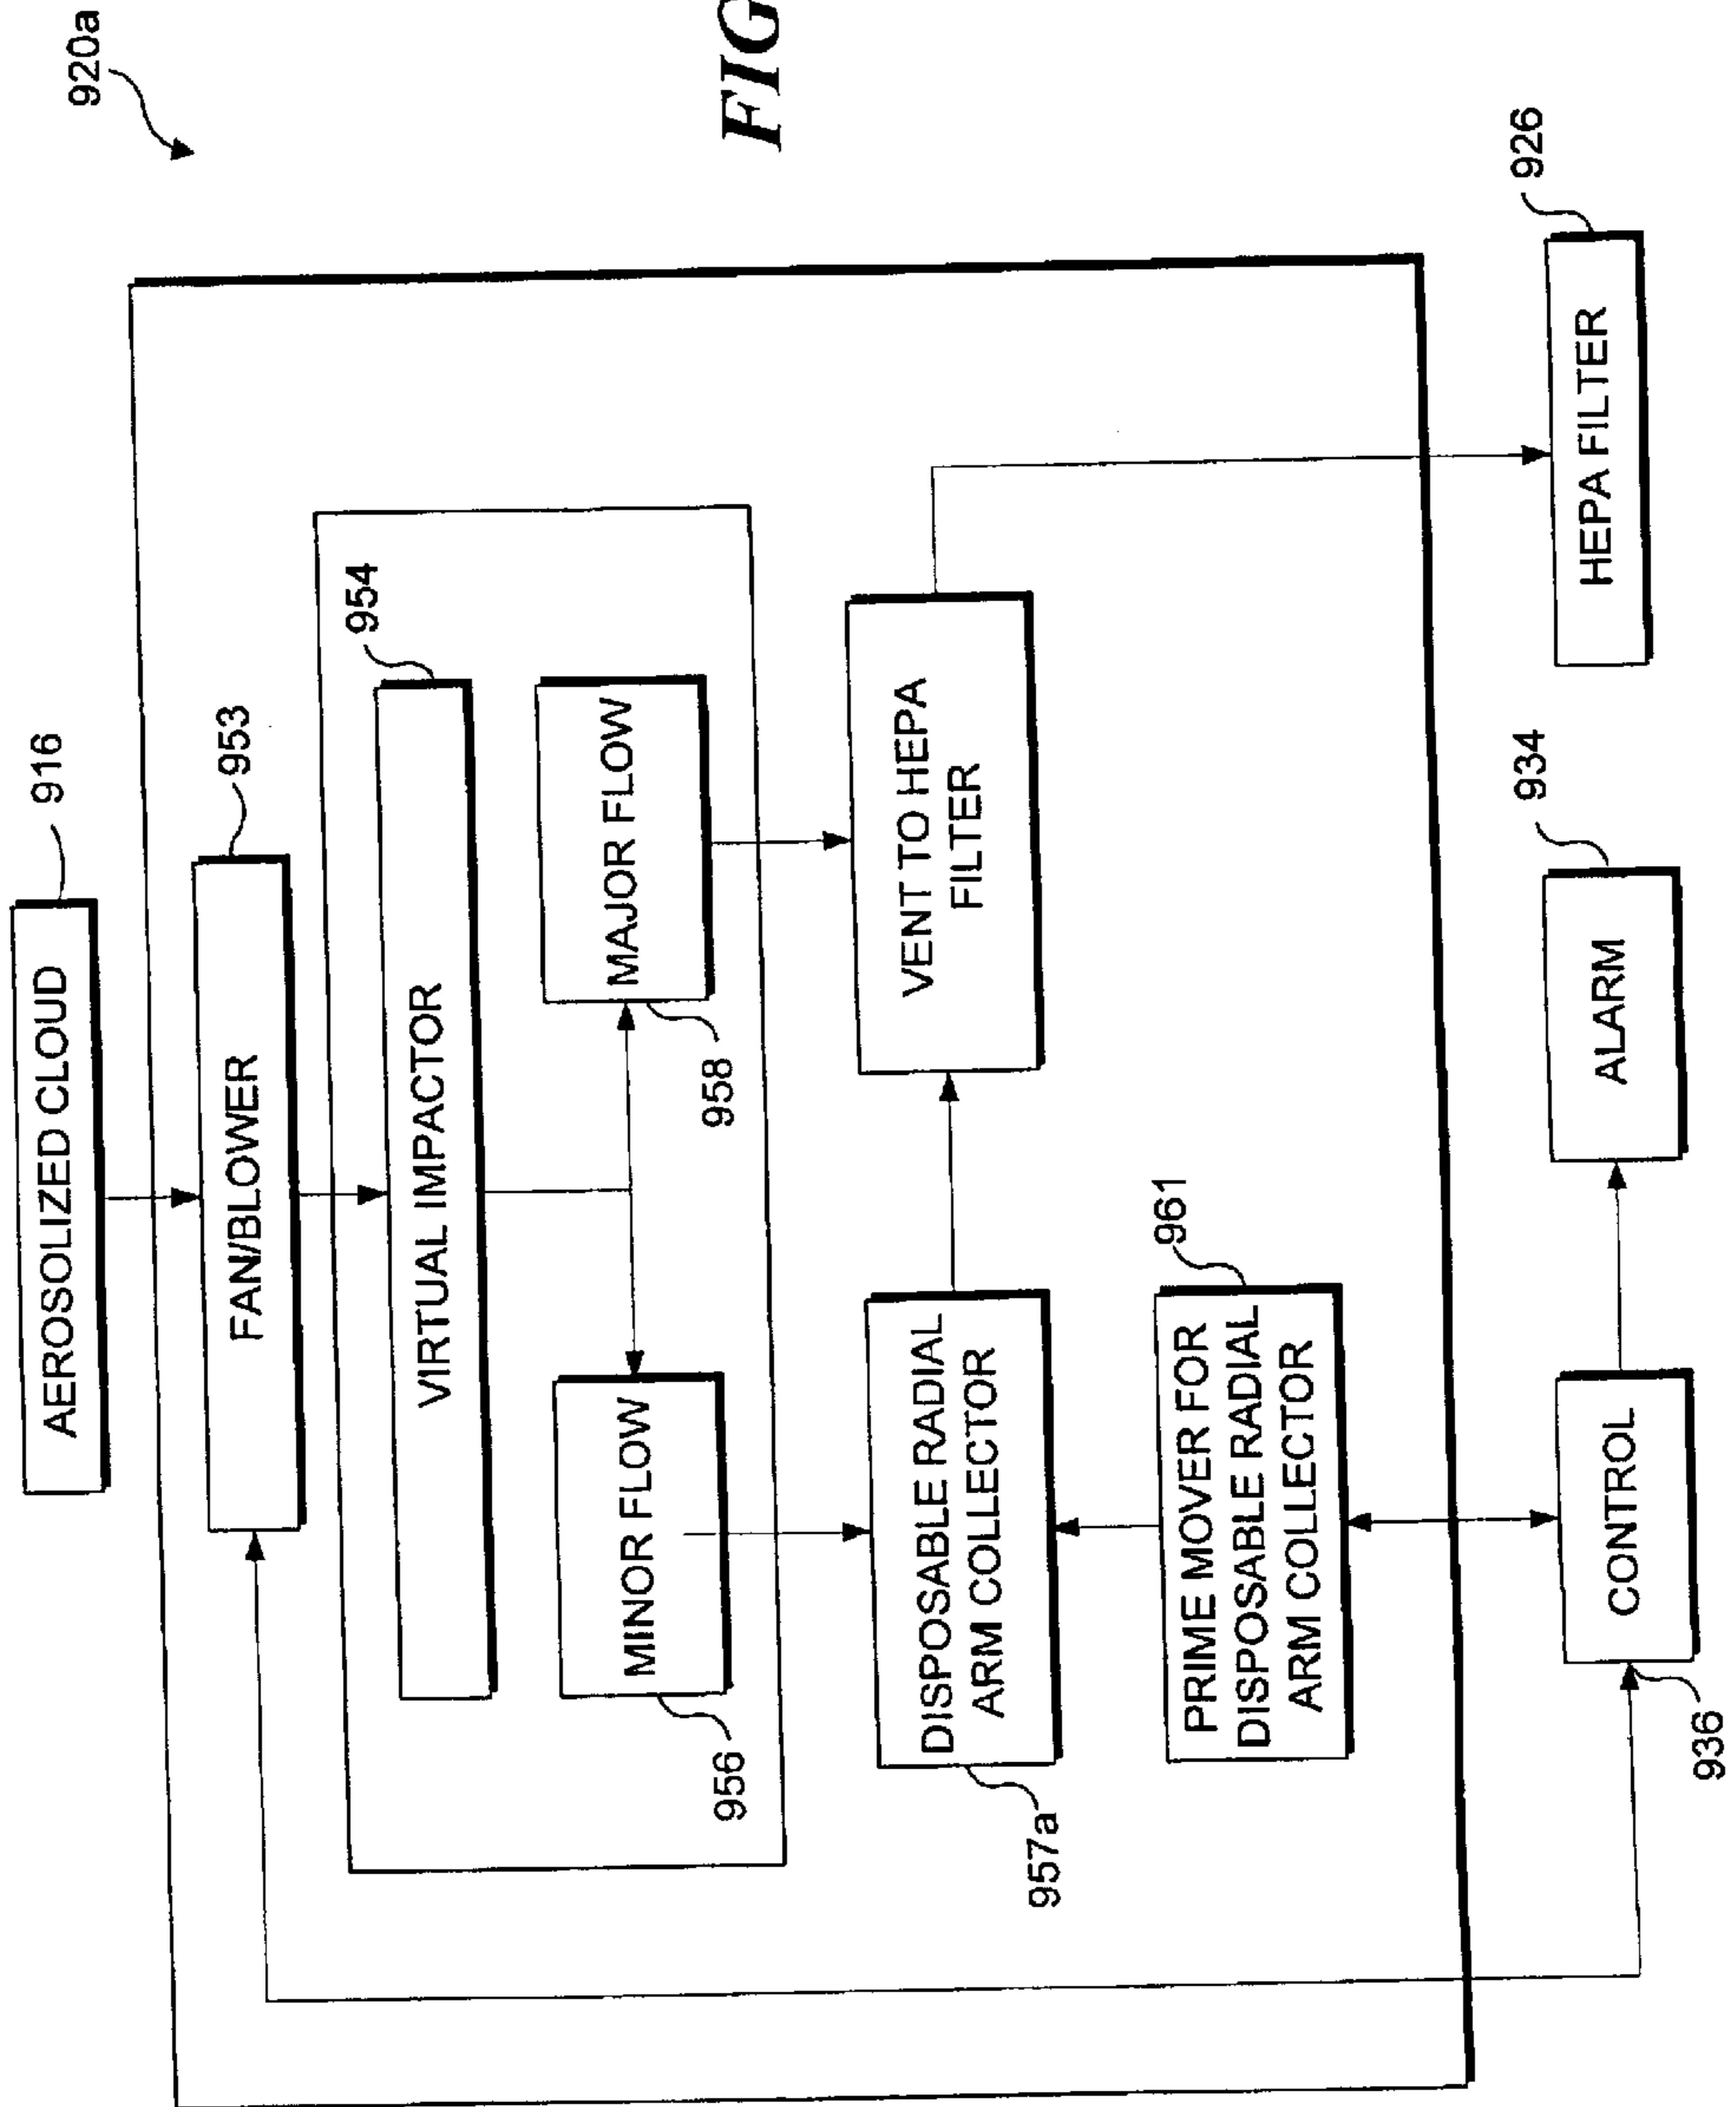 920a
AEROSOLIZED CLOUD
916
FAN/BLOWER
953
VIRTUAL IMPACTOR
954
MINOR FLOW
956
MAJOR FLOW
958
DISPOSABLE RADIAL
ARM COLLECTOR
957a
VENT TO HEPA
FILTER
PRIME MOVER FOR
DISPOSABLE RADIAL
ARM COLLECTOR
961
CONTROL
936
ALARM
934
HEPA FILTER
926
FIG